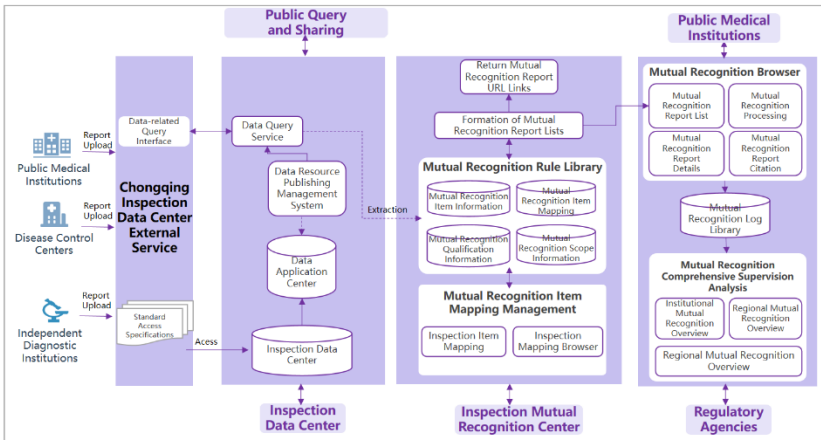 Public Query
and Sharing
Public Medical
Institutions
Report
Upload
Public Medical
Institutions
Report
Upload
Disease Control
Centers
Report
Upload
Independent
Diagnostic
Institutions
Data-related
Query
Interface
Chongqing
Inspection
Data Center
External
Service
Standard
Access
Specifications
Acess
Data Query
Service
Data Resource
Publishing
Management
System
Data
Application
Center
Inspection Data
Center
Inspection
Data Center
Extraction
Return Mutual
Recognition Report
URL Links
Formation of Mutual
Recognition Report Lists
Mutual Recognition Rule Library
Mutual Recognition
Item Information
Mutual
Recognition Item
Mapping
Mutual Recognition
Qualification
Information
Mutual
Recognition Scope
Information
Mutual Recognition Item
Mapping Management
Inspection Item
Mapping
Inspection
Mapping Browser
Inspection Mutual
Recognition Center
Mutual Recognition Browser
Mutual
Recognition
Report List
Mutual
Recognition
Processing
Mutual
Recognition
Report
Details
Mutual
Recognition
Report
Citation
Mutual
Recognition Log
Library
Mutual Recognition
Comprehensive Supervision
Analysis
Institutional
Mutual
Recognition
Overview
Regional Mutual
Recognition
Overview
Regional Mutual Recognition
Overview
Regulatory
Agencies